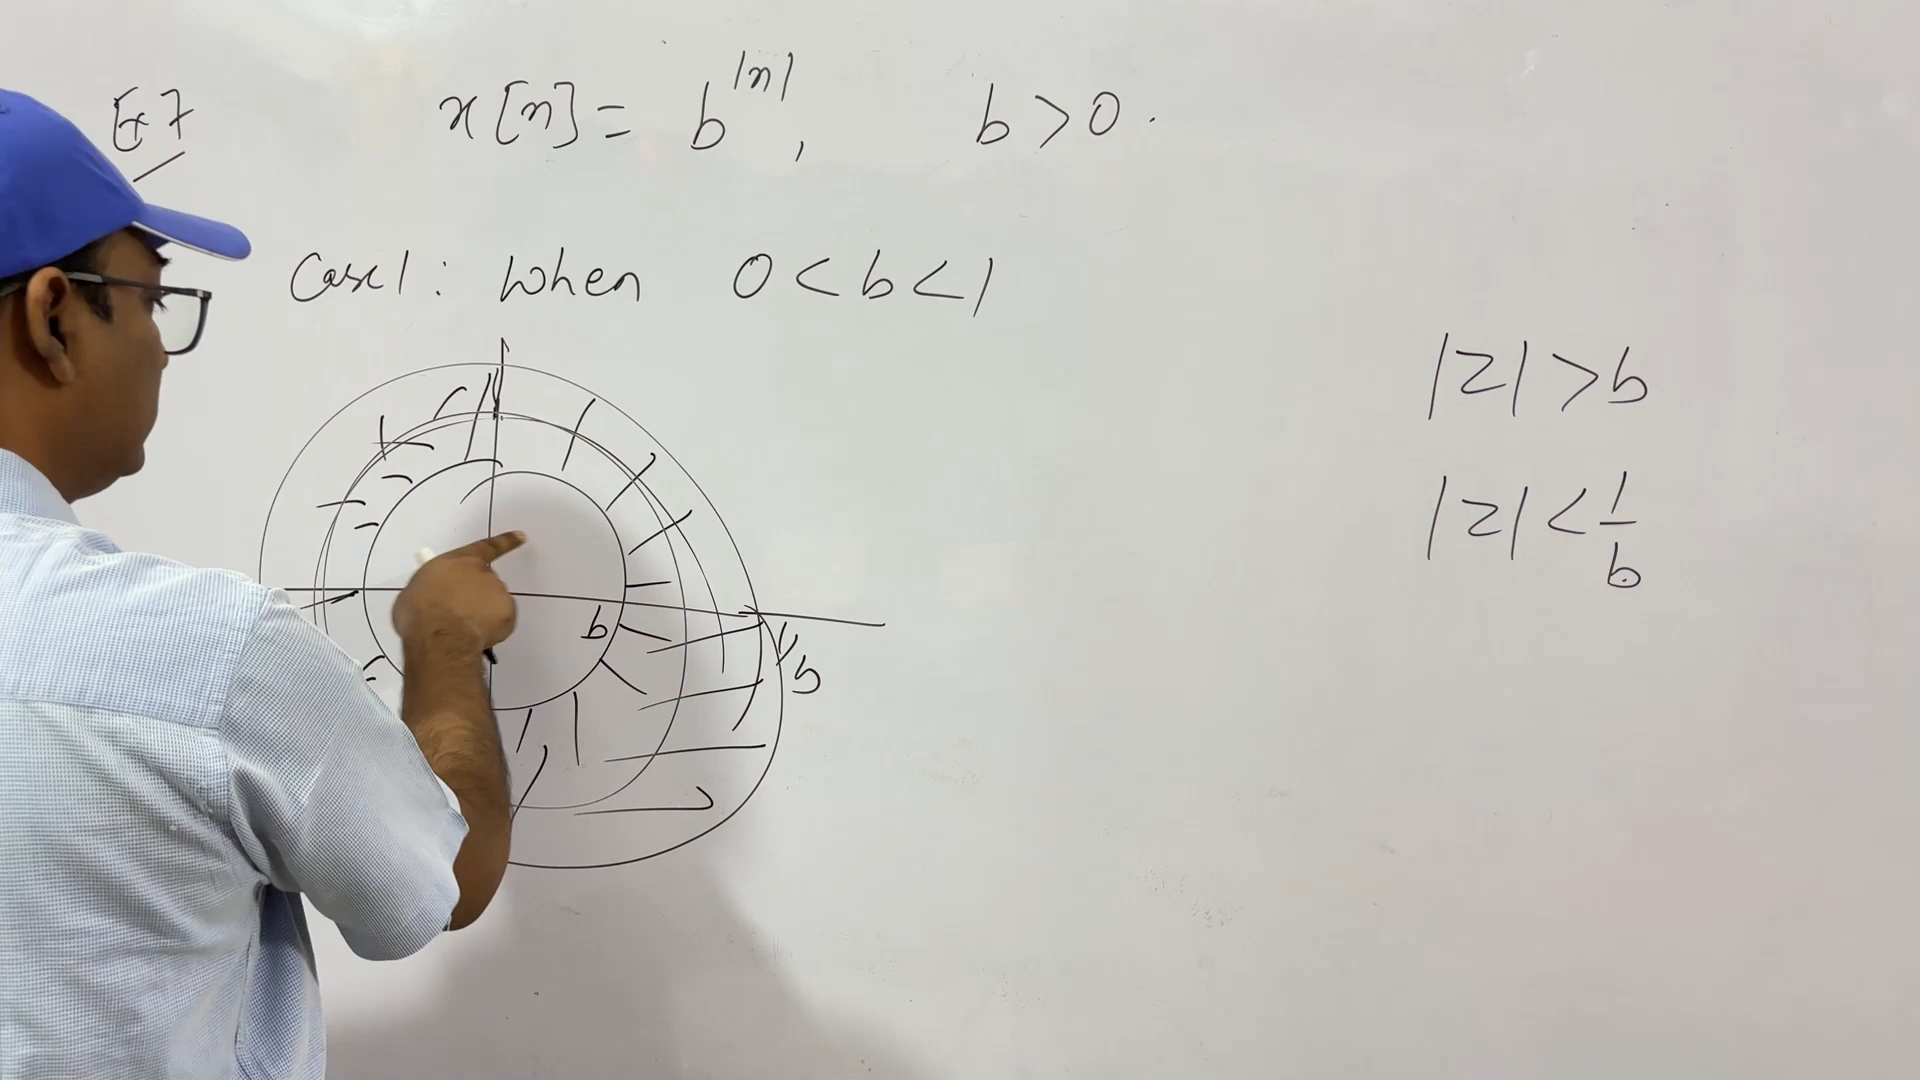 Ex 7
x[n] = b^|n|, b > 0.
Case 1: When 0 < b < 1
|z| > b
|z| < 1/b
b
1/b